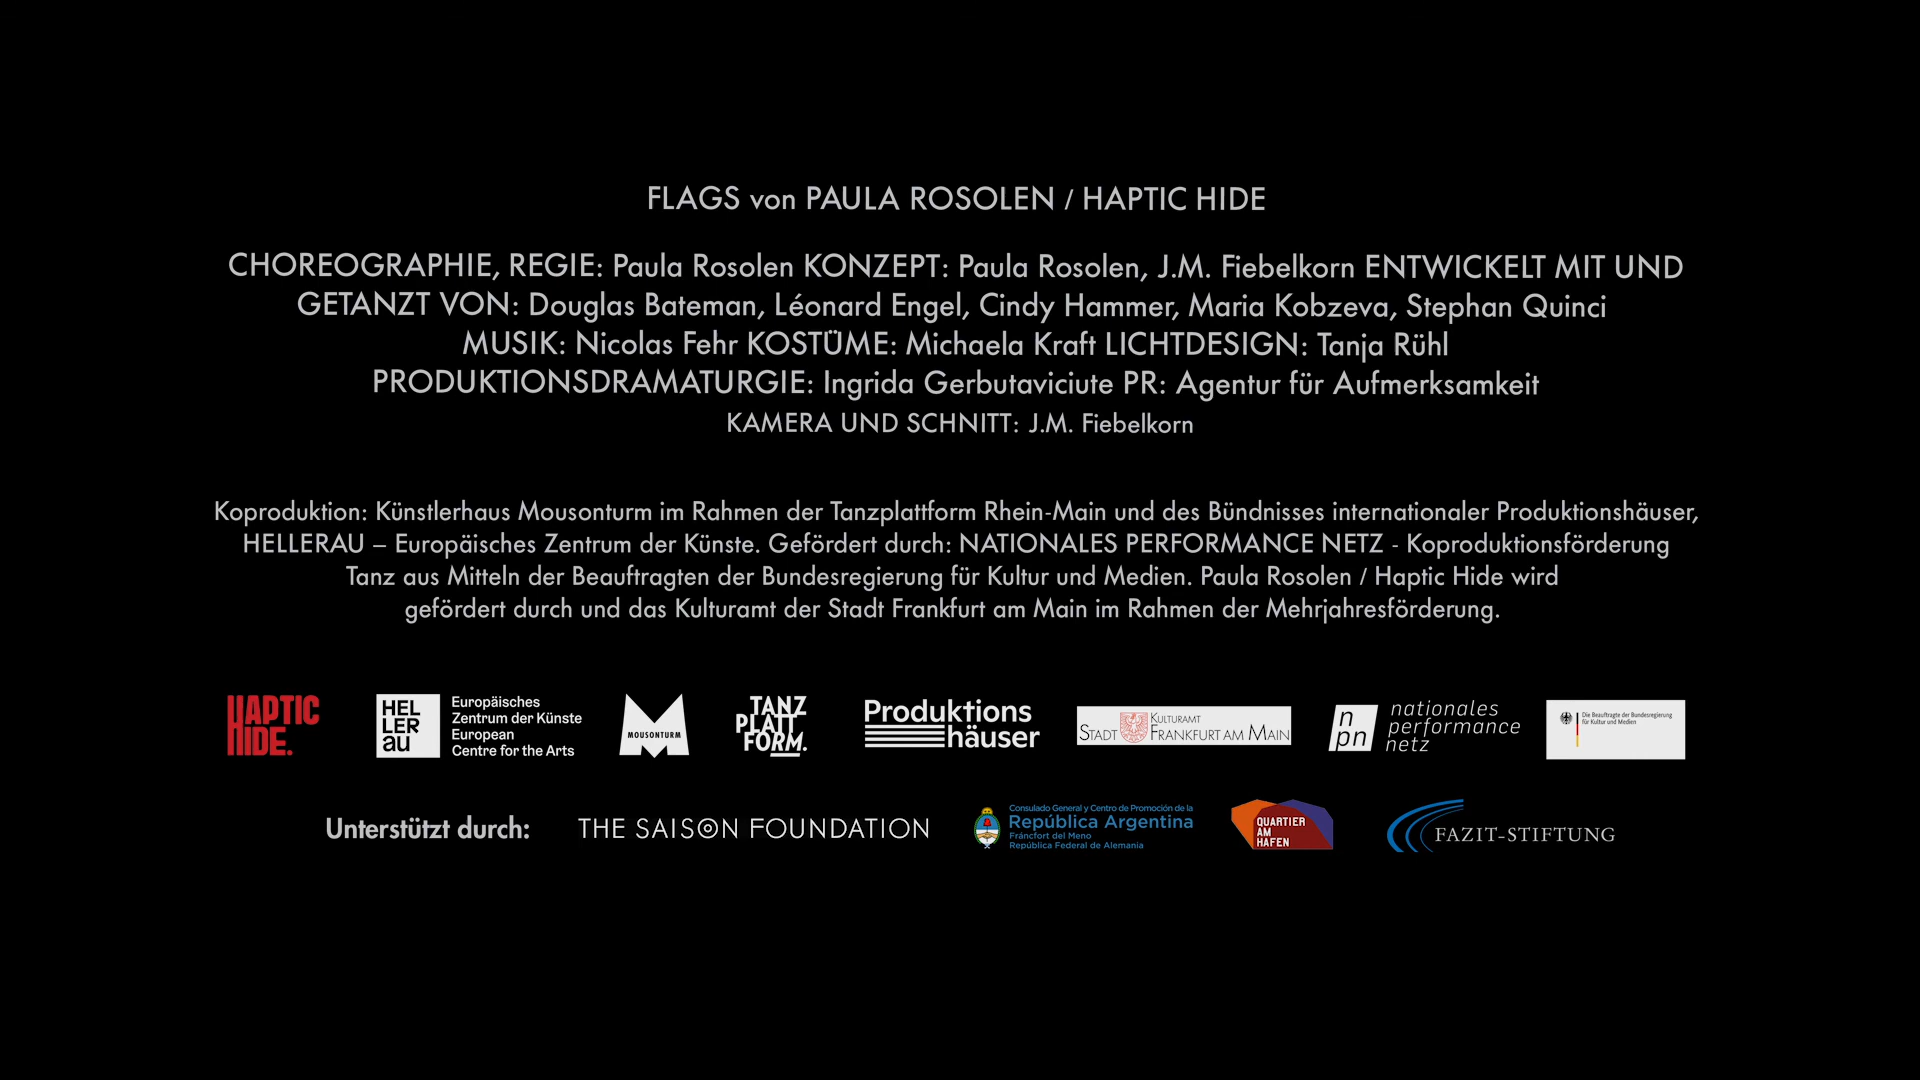 FLAGS von PAULA ROSOLEN / HAPTIC HIDE
CHOREOGRAPHIE, REGIE: Paula Rosolen KONZEPT: Paula Rosolen, J.M. Fiebelkorn ENTWICKELT MIT UND
GETANZT VON: Douglas Bateman, Léonard Engel, Cindy Hammer, Maria Kobzeva, Stephan Quinci
MUSIK: Nicolas Fehr KOSTÜME: Michaela Kraft LICHTDESIGN: Tanja Rühl
PRODUKTIONSDRAMATURGIE: Ingrida Gerbutaviciute PR: Agentur für Aufmerksamkeit
KAMERA UND SCHNITT: J.M. Fiebelkorn
Koproduktion: Künstlerhaus Mousonturm im Rahmen der Tanzplattform Rhein-Main und des Bündnisses internationaler Produktionshäuser,
HELLERAU – Europäisches Zentrum der Künste. Gefördert durch: NATIONALES PERFORMANCE NETZ - Koproduktionsförderung
Tanz aus Mitteln der Beauftragten der Bundesregierung für Kultur und Medien. Paula Rosolen / Haptic Hide wird
gefördert durch und das Kulturamt der Stadt Frankfurt am Main im Rahmen der Mehrjahresförderung.
HAPTIC
HIDE.
HEL
LER
au
Europäisches
Zentrum der Künste
European
Centre for the Arts
MOUSONTURM
TANZ
PLATT
FORM.
Produktions
häuser
KULTURAMT
STADT FRANKFURT AM MAIN
n
pn
nationales
performance
netz
Die Beauftragte der Bundesregierung
für Kultur und Medien
Unterstützt durch:
THE SAISON FOUNDATION
Consulado General y Centro de Promoción de la
República Argentina
Fráncfort del Meno
República Federal de Alemania
QUARTIER
AM
HAFEN
FAZIT-STIFTUNG